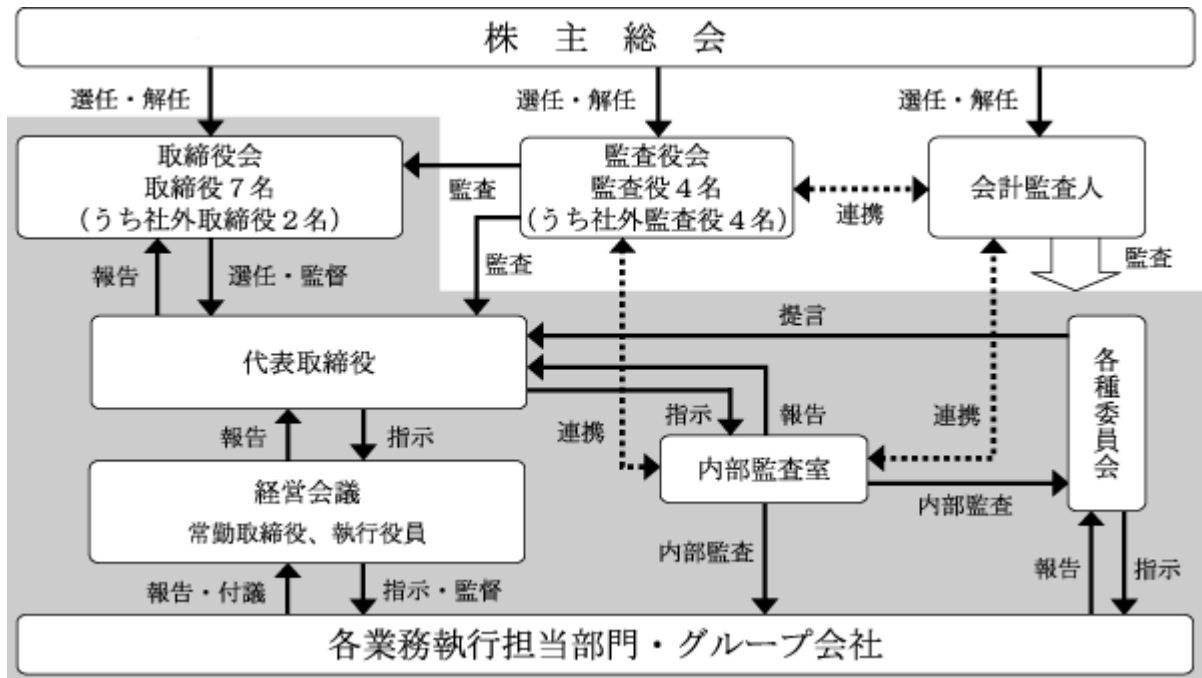 株主総会
選任・解任
選任・解任
選任・解任
取締役会
取締役7名
(うち社外取締役2名)
監査
監査役会
監査役4名
(うち社外監査役4名)
連携
会計監査人
監査
報告
選任・監督
監査
提言
代表取締役
各種委員会
報告
指示
連携
指示
報告
連携
経営会議
常勤取締役、執行役員
内部監査室
内部監査
内部監査
報告・付議
指示・監督
報告
指示
各業務執行担当部門・グループ会社